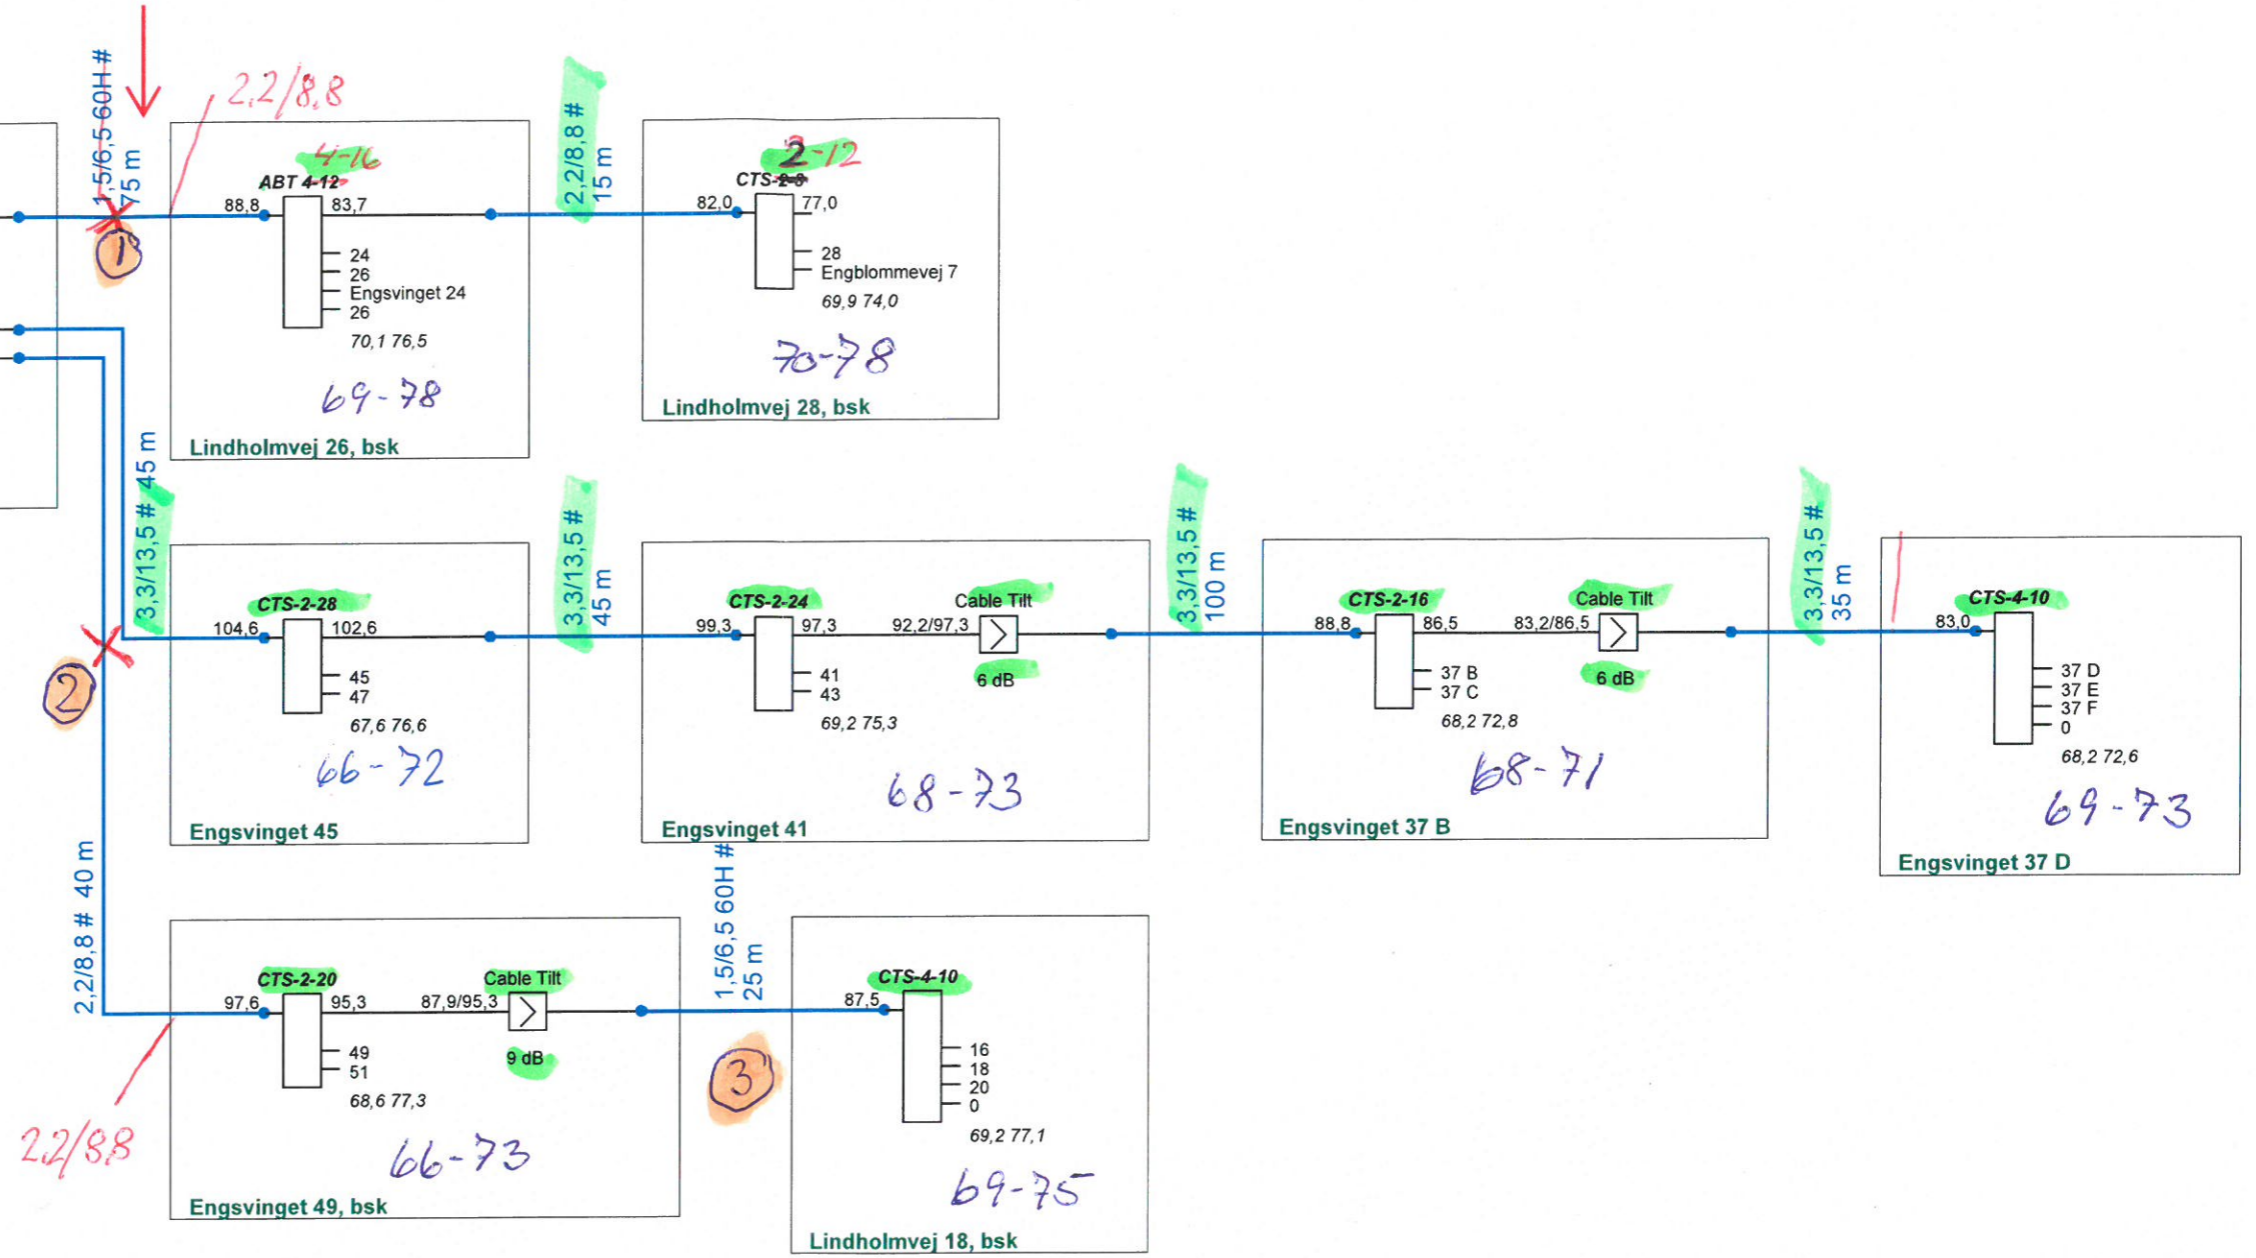 1,5/6,5 60H #
75 m
2,2/8,8
4-16
ABT 4-12
88,8
83,7
24
26
Engsvinget 24
26
70,1 76,5
69-78
Lindholmvej 26, bsk
2,2/8,8 #
15 m
2-12
CTS-2-8
82,0
77,0
28
Engblommevej 7
69,9 74,0
70-78
Lindholmvej 28, bsk
1
3,3/13,5 # 45 m
CTS-2-28
104,6
102,6
45
47
67,6 76,6
66-72
Engsvinget 45
3,3/13,5 #
45 m
CTS-2-24
99,3
97,3
41
43
69,2 75,3
Cable Tilt
92,2/97,3
6 dB
68-73
Engsvinget 41
3,3/13,5 #
100 m
CTS-2-16
88,8
86,5
37 B
37 C
68,2 72,8
Cable Tilt
83,2/86,5
6 dB
68-71
Engsvinget 37 B
3,3/13,5 #
35 m
CTS-4-10
83,0
37 D
37 E
37 F
0
68,2 72,6
69-73
Engsvinget 37 D
2
2,2/8,8 # 40 m
2,2/8,8
CTS-2-20
97,6
95,3
49
51
68,6 77,3
Cable Tilt
87,9/95,3
9 dB
66-73
Engsvinget 49, bsk
1,5/6,5 60H #
25 m
3
CTS-4-10
87,5
16
18
20
0
69,2 77,1
69-75
Lindholmvej 18, bsk